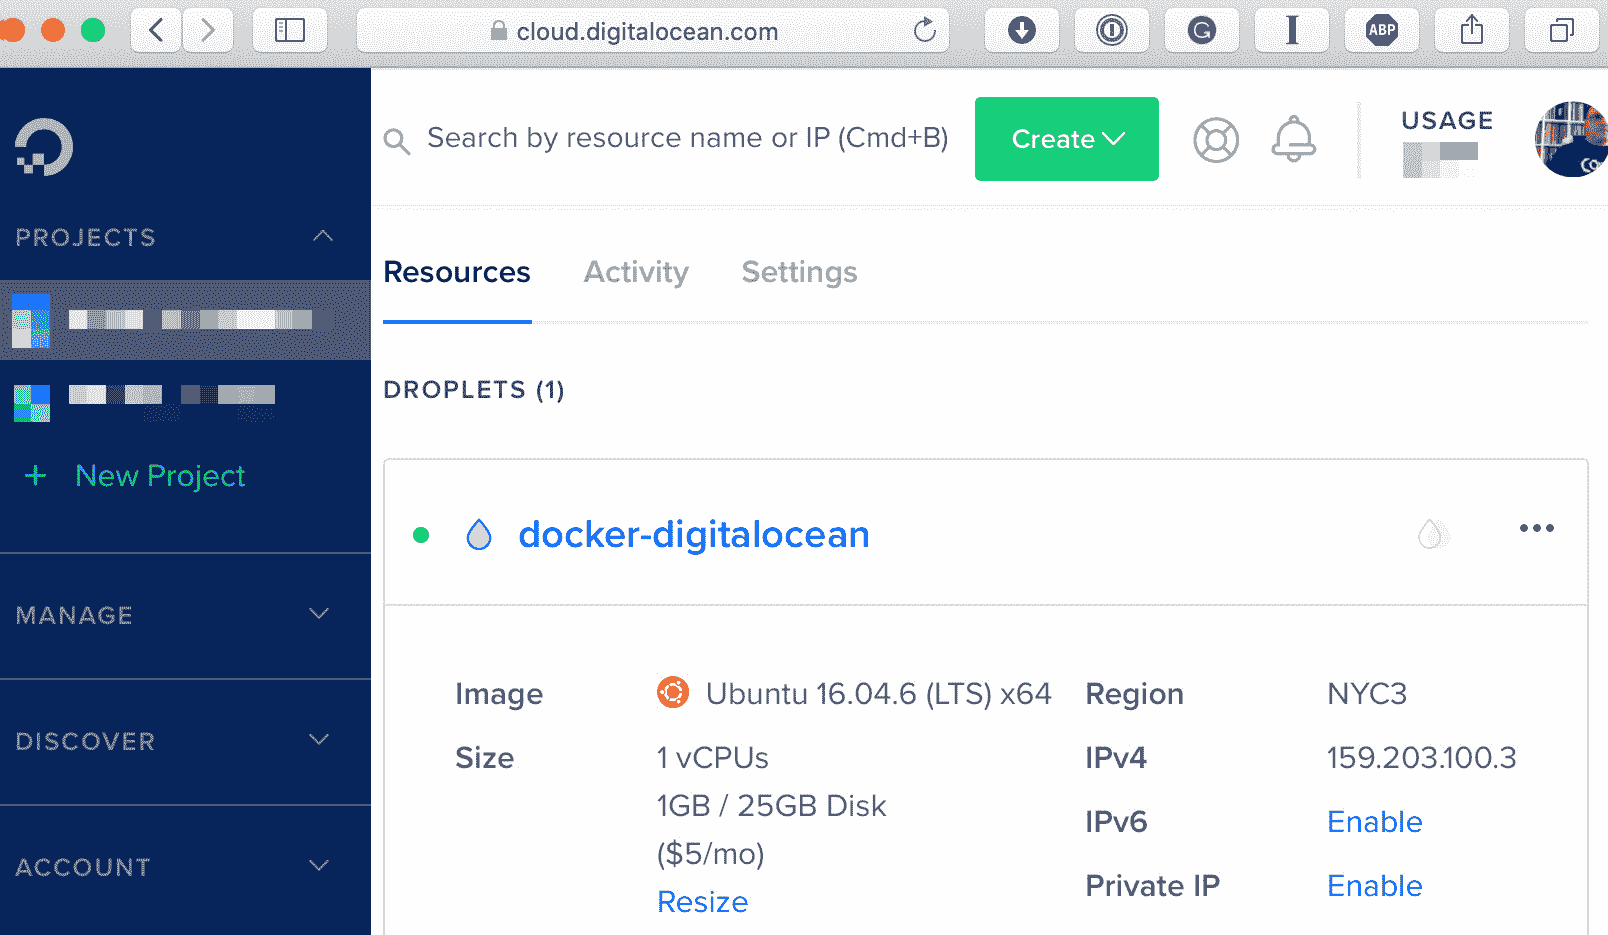 cloud.digitalocean.com
ABP
Search by resource name or IP (Cmd+B)
Create
USAGE
PROJECTS
New Project
MANAGE
DISCOVER
ACCOUNT
Resources
Activity
Settings
DROPLETS (1)
docker-digitalocean
Image
Ubuntu 16.04.6 (LTS) x64
Region
NYC3
Size
1 vCPUs
1GB / 25GB Disk
($5/mo)
Resize
IPv4
159.203.100.3
IPv6
Enable
Private IP
Enable